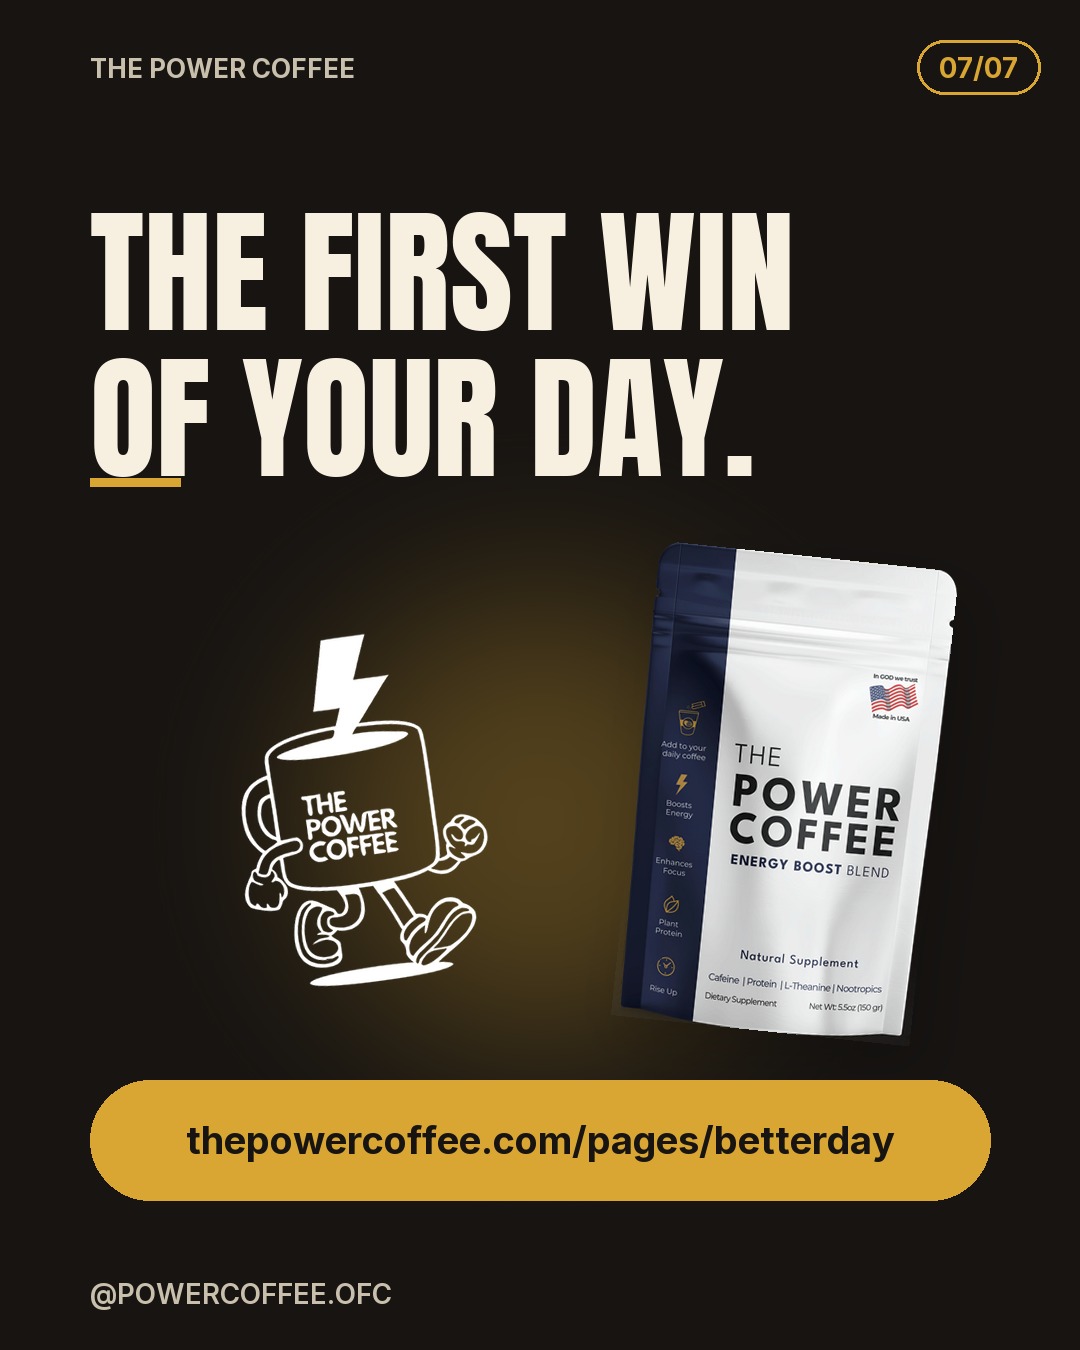 THE POWER COFFEE
07/07
THE FIRST WIN
OF YOUR DAY.
THE
POWER
COFFEE
In GOD we trust
Made in USA
Add to your
daily coffee
Boosts
Energy
Enhances
Focus
Plant
Protein
Rise Up
THE
POWER
COFFEE
ENERGY BOOST BLEND
Natural Supplement
Cafeine | Protein | L-Theanine | Nootropics
Dietary Supplement
Net Wt: 5.5oz (150 gr)
thepowercoffee.com/pages/betterday
@POWERCOFFEE.OFC